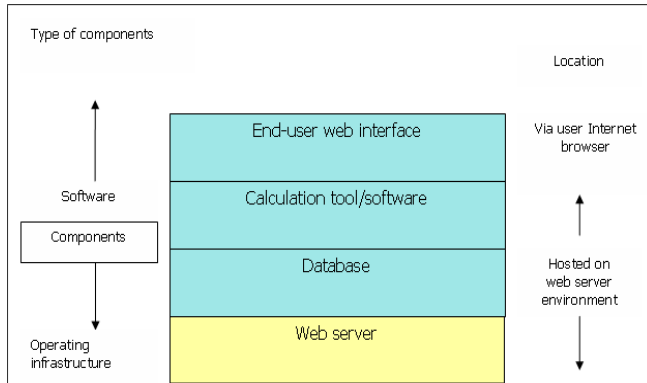 Type of components
Location
End-user web interface
Via user Internet
browser
Software
Calculation tool/software
Components
Database
Hosted on
web server
environment
Operating
infrastructure
Web server